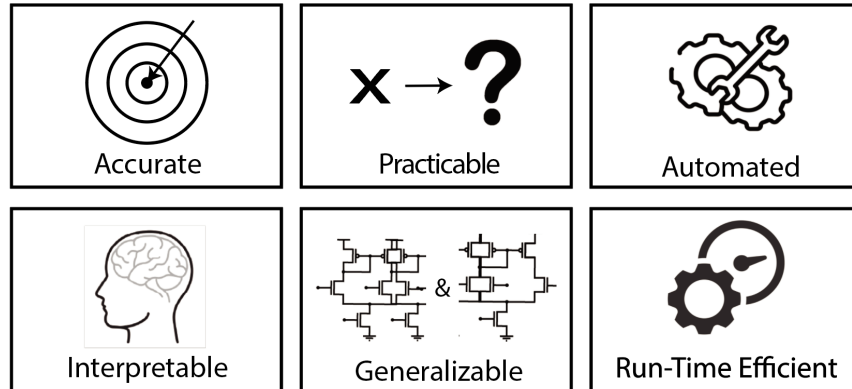 x → ?
Accurate
Practicable
Automated
&
Interpretable
Generalizable
Run-Time Efficient